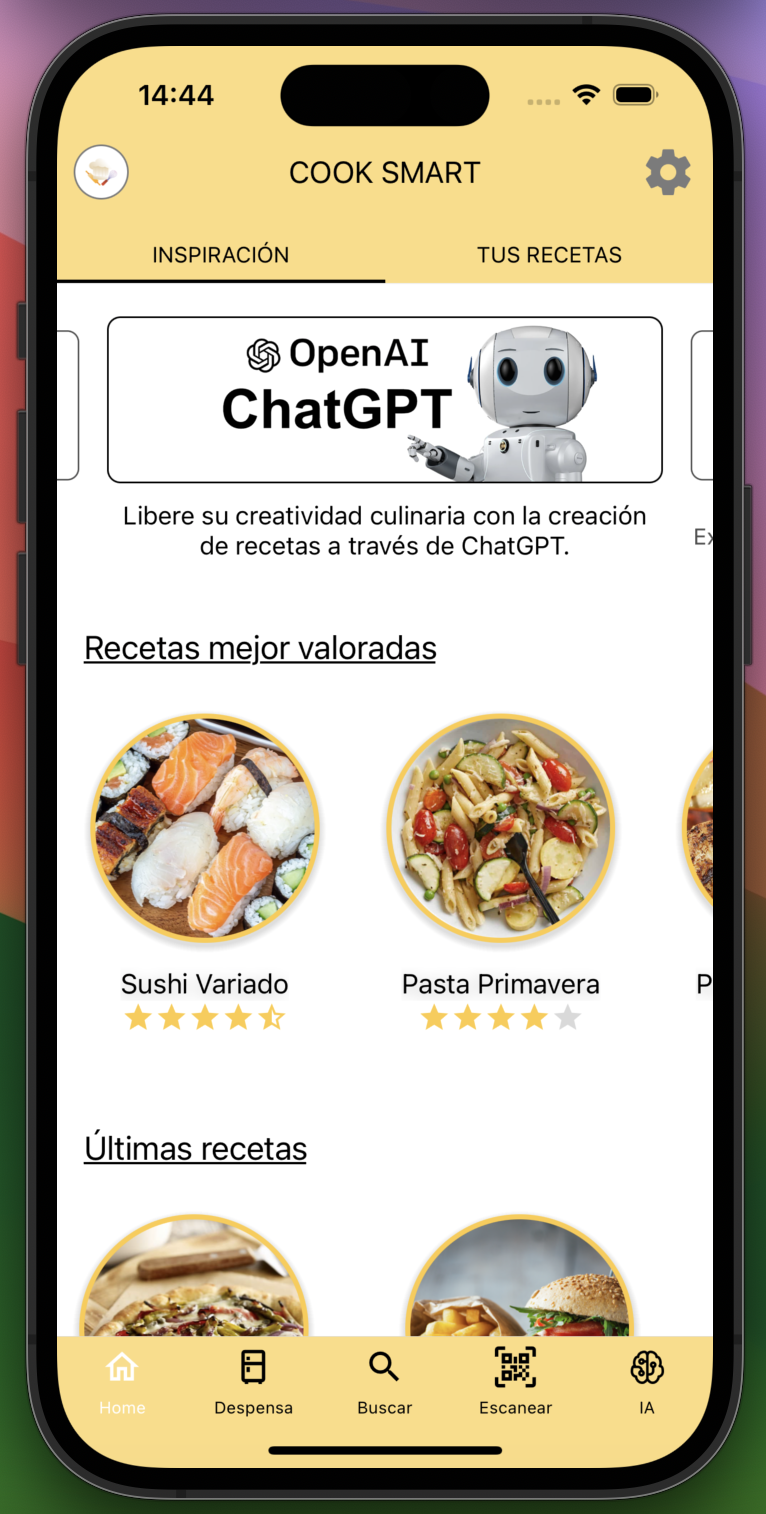 14:44
COOK SMART
INSPIRACIÓN
TUS RECETAS
OpenAI
ChatGPT
Libere su creatividad culinaria con la creación
de recetas a través de ChatGPT.
Ex
Recetas mejor valoradas
Sushi Variado
Pasta Primavera
P
Últimas recetas
Home
Despensa
Buscar
Escanear
IA